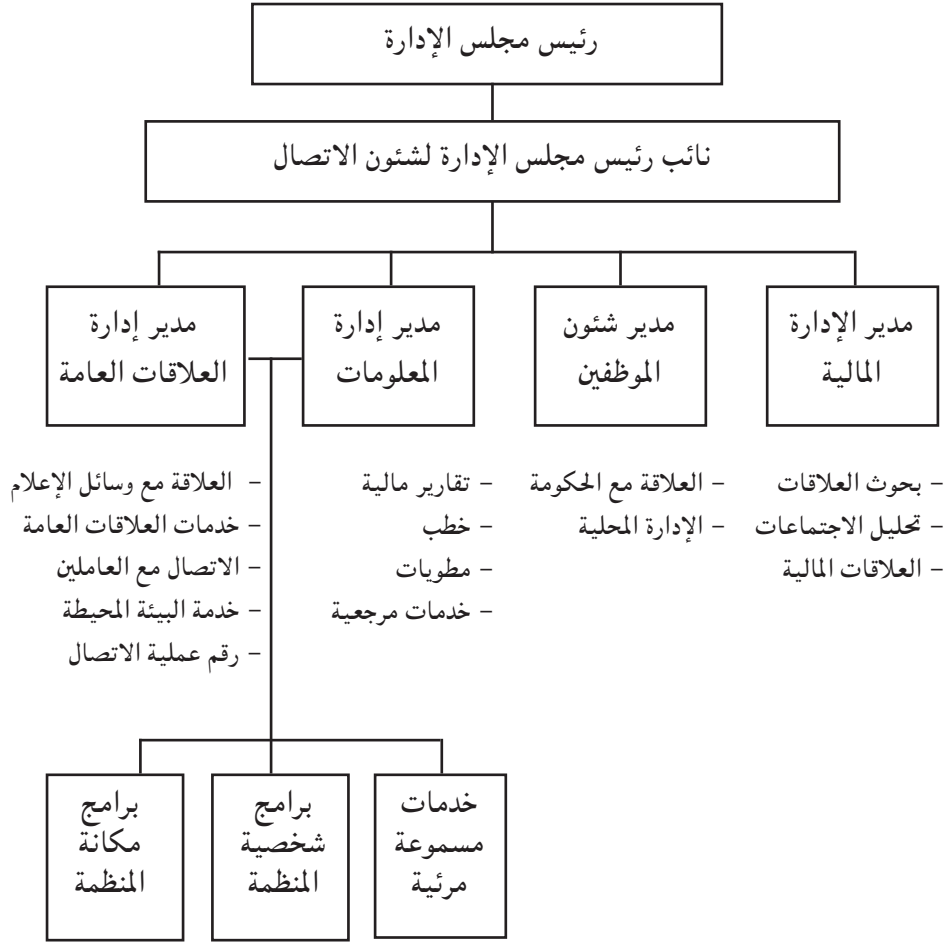 رئيس مجلس الإدارة
نائب رئيس مجلس الإدارة لشئون الاتصال
مدير الإدارة
المالية
مدير شئون
الموظفين
مدير إدارة
المعلومات
مدير إدارة
العلاقات العامة
– بحوث العلاقات
– تحليل الاجتماعات
– العلاقات المالية
– العلاقة مع الحكومة
– الإدارة المحلية
– تقارير مالية
– خطب
– مطويات
– خدمات مرجعية
– العلاقة مع وسائل الإعلام
– خدمات العلاقات العامة
– الاتصال مع العاملين
– خدمة البيئة المحيطة
– رقم عملية الاتصال
خدمات
مسموعة
مرئية
برامج
شخصية
المنظمة
برامج
مكانة
المنظمة